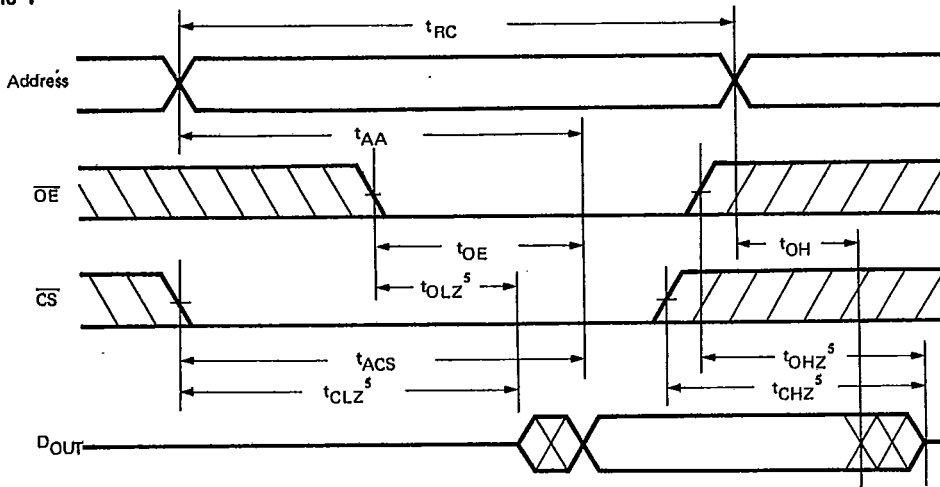 tRC
Address
tAA
OE
tOE
tOH
tOLZ5
CS
tACS
tOHZ5
tCLZ5
tCHZ5
DOUT